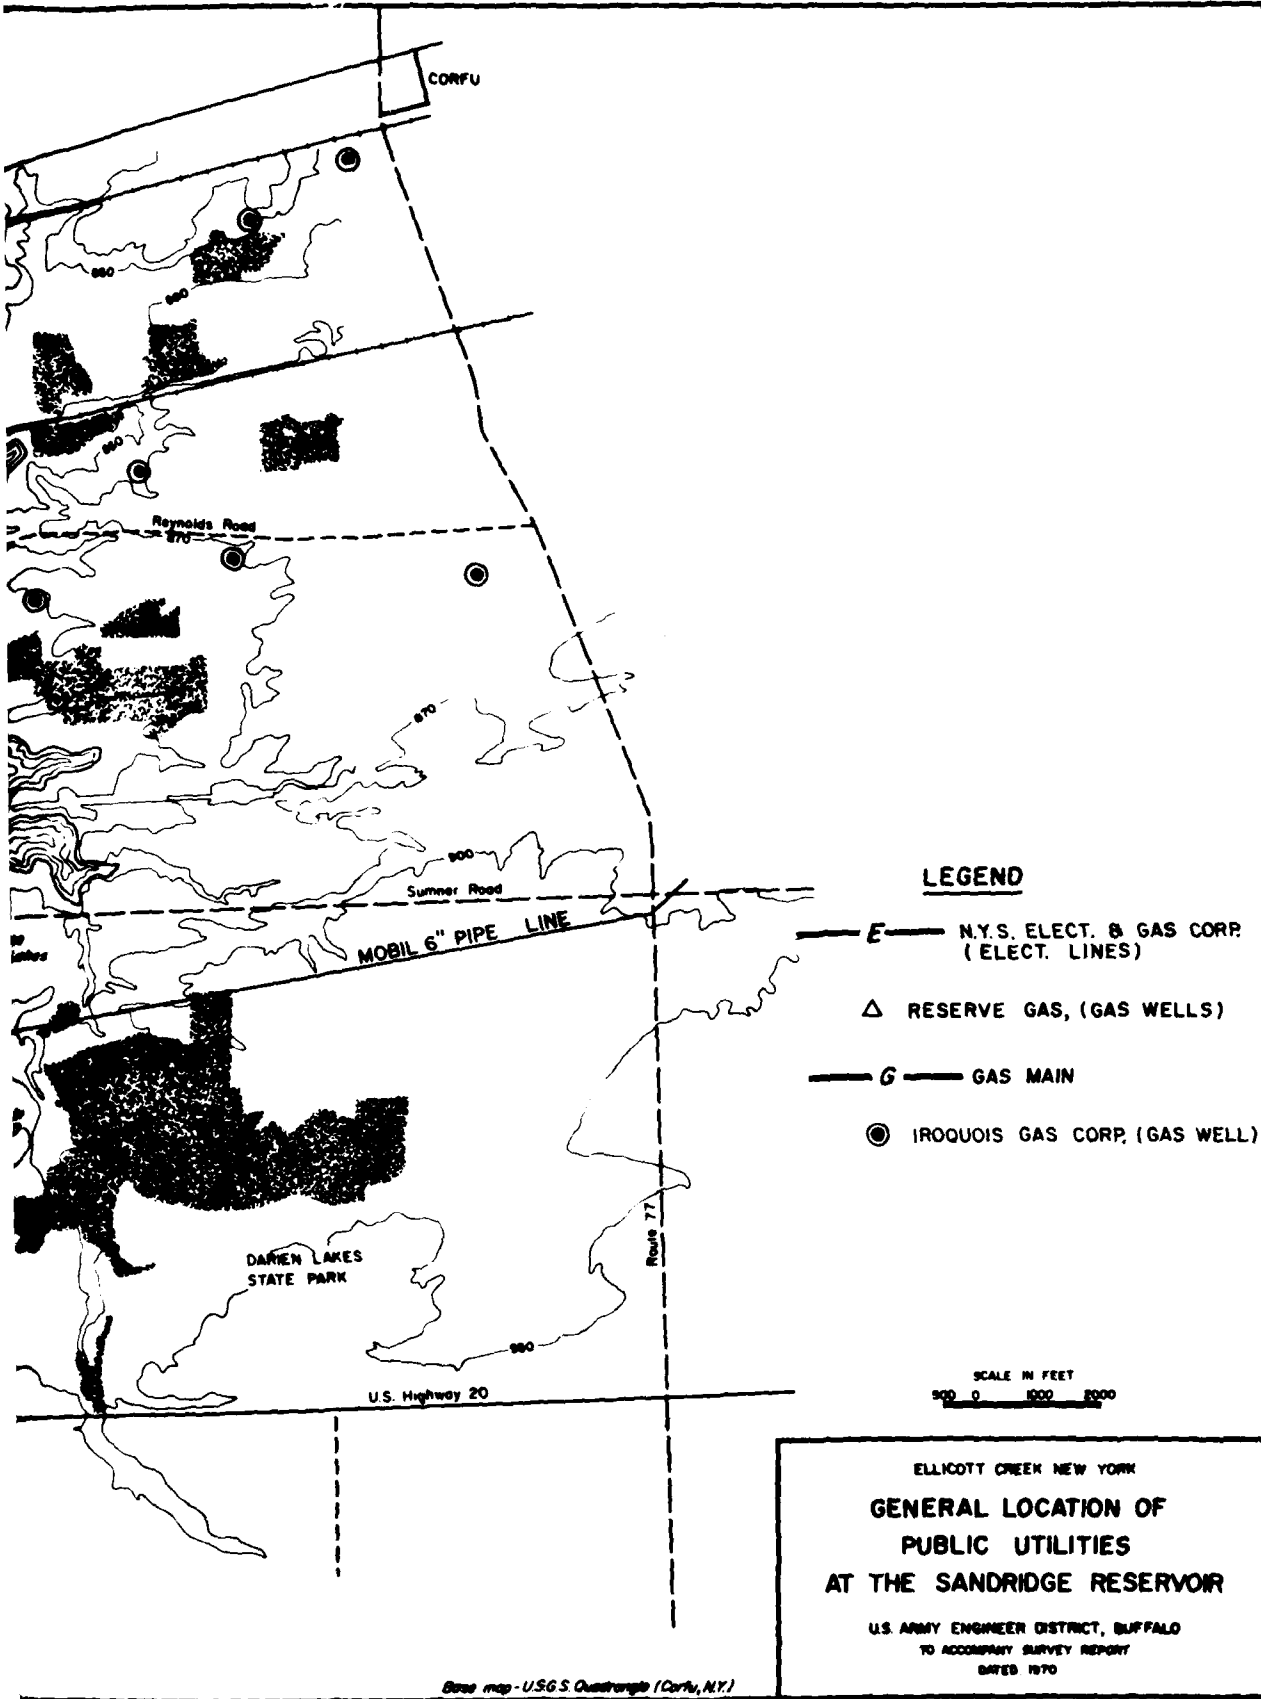 CORFU
860
860
860
Reynolds Road
870
870
900
Sumner Road
MOBIL 6" PIPE LINE
LEGEND
E N.Y.S. ELECT. & GAS CORP.
(ELECT. LINES)
RESERVE GAS, (GAS WELLS)
G GAS MAIN
IROQUOIS GAS CORP. (GAS WELL)
Route 77
DARIEN LAKES
STATE PARK
U.S. Highway 20
SCALE IN FEET
500 0 1000 2000
ELLICOTT CREEK NEW YORK
GENERAL LOCATION OF
PUBLIC UTILITIES
AT THE SANDRIDGE RESERVOIR
U.S. ARMY ENGINEER DISTRICT, BUFFALO
TO ACCOMPANY SURVEY REPORT
DATED 1970
Base map - U.S.G.S. Quadrangle (Corfu, N.Y.)